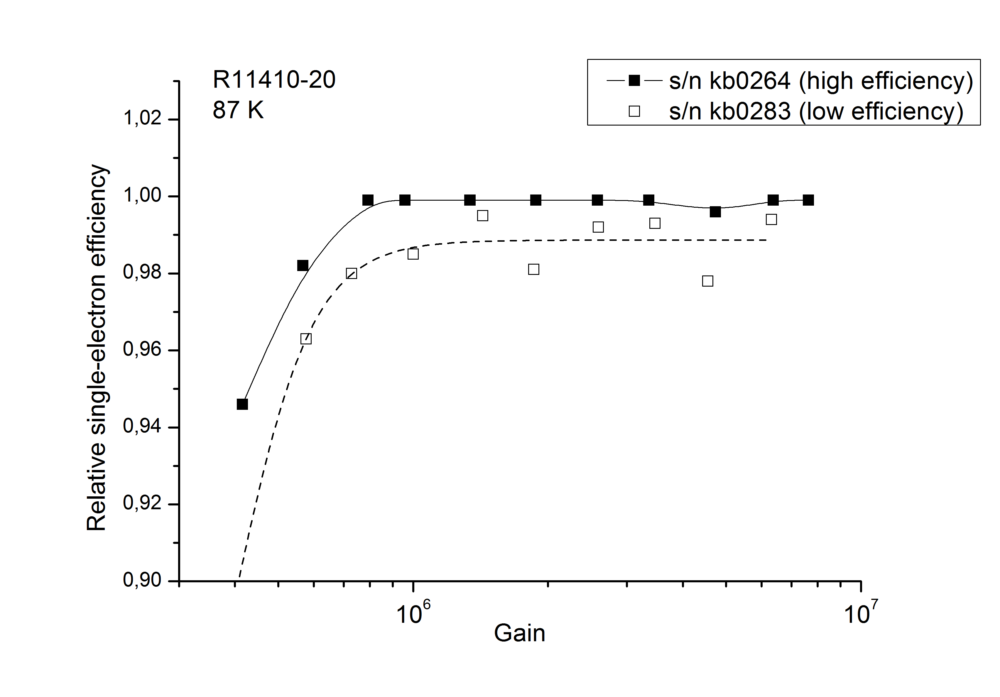 R11410-20
87 K
s/n kb0264 (high efficiency)
s/n kb0283 (low efficiency)
Relative single-electron efficiency
1,02
1,00
0,98
0,96
0,94
0,92
0,90
10^6
10^7
Gain